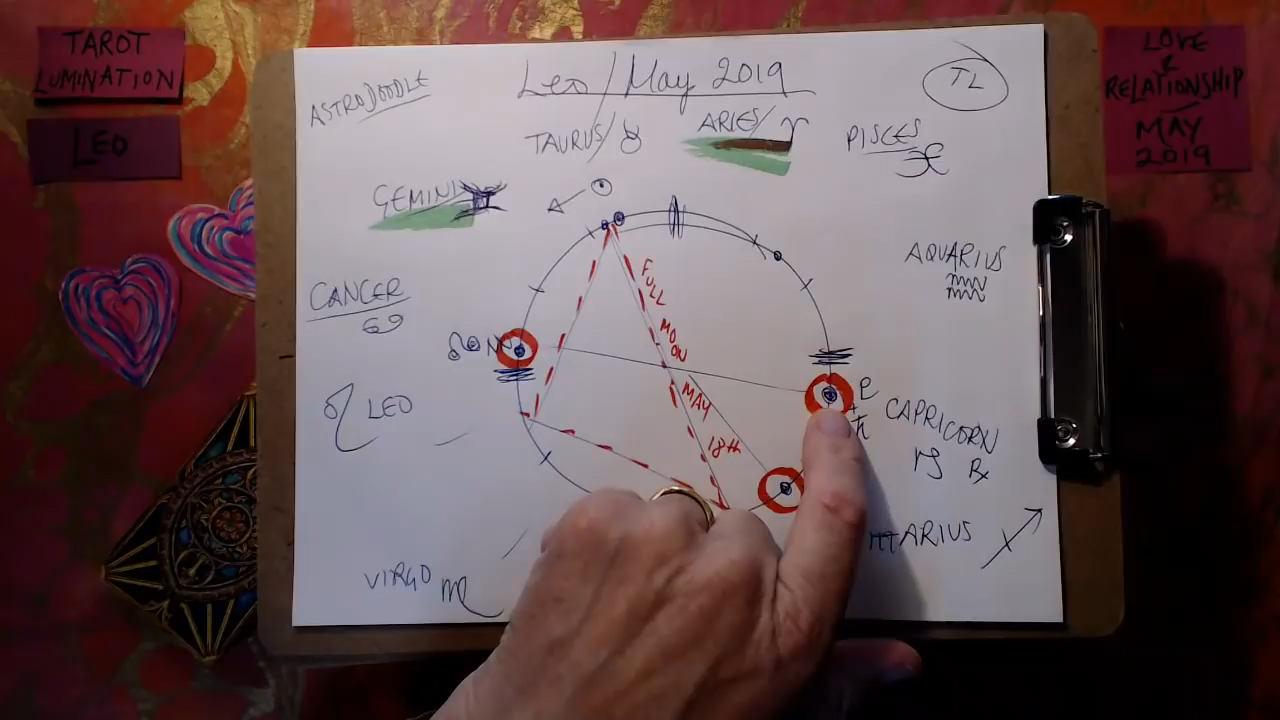 TAROT
LUMINATION
LEO
LOVE
&
RELATIONSHIP
MAY
2019
ASTRODOODLE
Leo/May 2019
TL
TAURUS/ ♉
ARIES/ ♈
PISCES
♓
GEMINI ♊
AQUARIUS
♒
CANCER
♋
FULL
MOON
MAY
18th
♌ LEO
CAPRICORN
♑ ℞
ARIUS ♐
VIRGO ♍